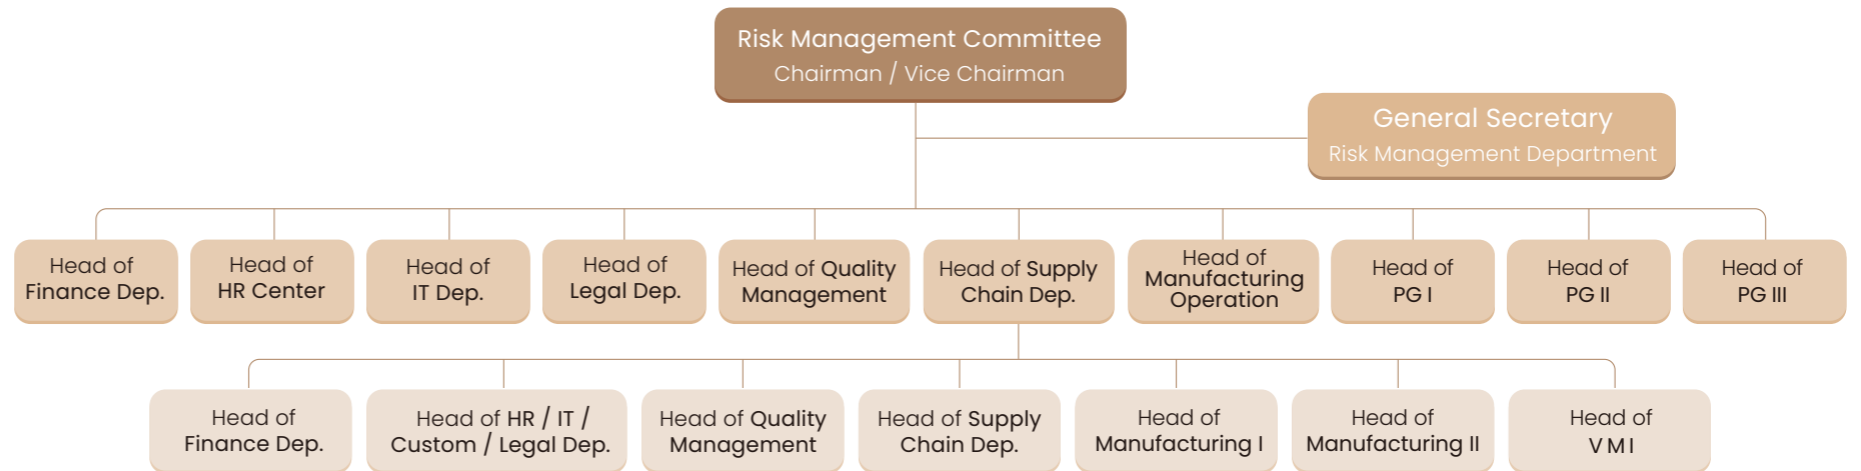 Risk Management Committee
Chairman / Vice Chairman
General Secretary
Risk Management Department
Head of
Finance Dep.
Head of
HR Center
Head of
IT Dep.
Head of
Legal Dep.
Head of Quality
Management
Head of Supply
Chain Dep.
Head of
Manufacturing
Operation
Head of
PG I
Head of
PG II
Head of
PG III
Head of
Finance Dep.
Head of HR / IT /
Custom / Legal Dep.
Head of Quality
Management
Head of Supply
Chain Dep.
Head of
Manufacturing I
Head of
Manufacturing II
Head of
V M I